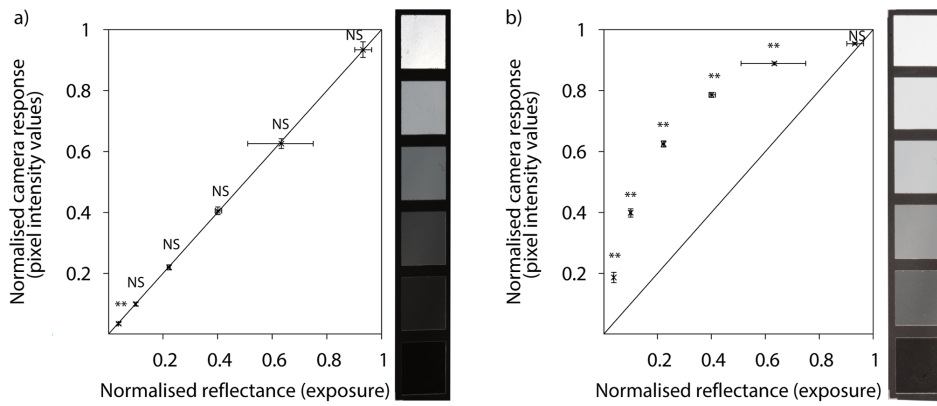 a)
Normalised camera response
(pixel intensity values)
1
0.8
0.6
0.4
0.2
NS
NS
NS
NS
NS
**
0.2
0.4
0.6
0.8
1
Normalised reflectance (exposure)
b)
Normalised camera response
(pixel intensity values)
1
0.8
0.6
0.4
0.2
NS
**
**
**
**
**
0.2
0.4
0.6
0.8
1
Normalised reflectance (exposure)